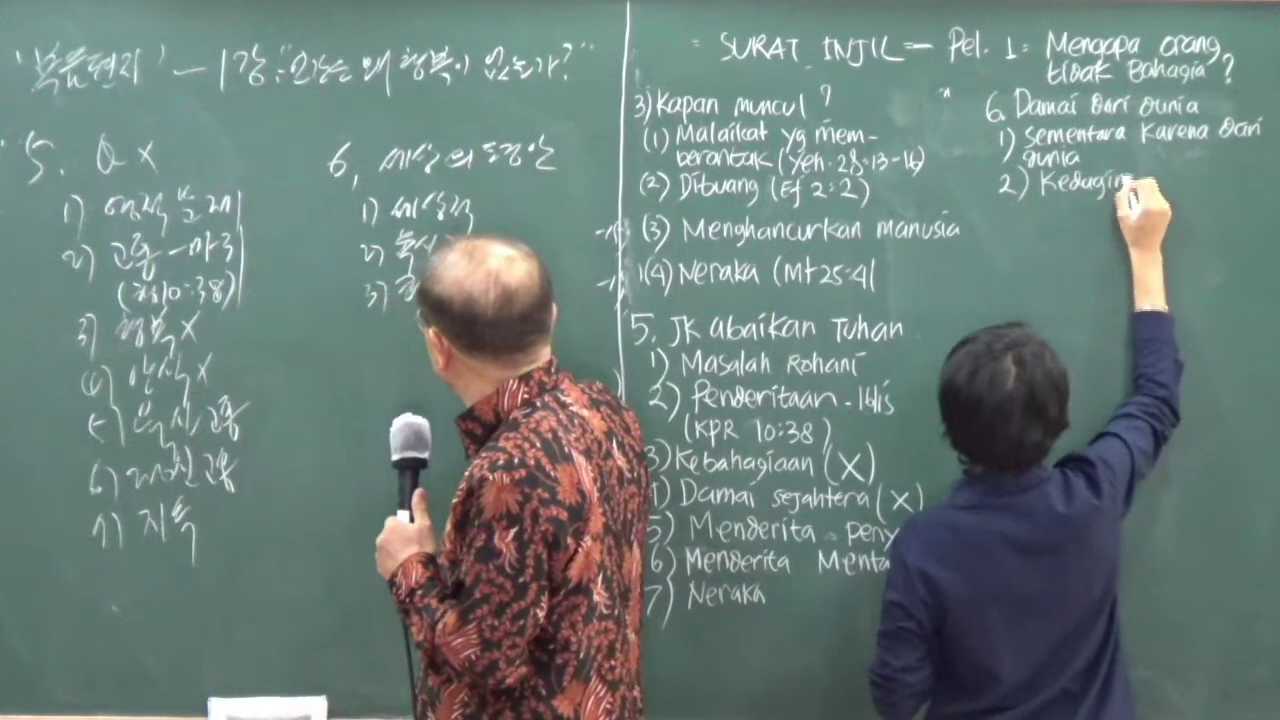 '복음편지' – 1강: "인간은 왜 행복이 없는가?"
5. Q X
1) 영적문제
2) 고통 – 마귀
(행10:38)
3) 행복 X
4) 안식 X
5) 육신고통
6) 정신고통
7) 지옥
6, 세상의 평안
1) 세상적
2)
3)
= SURAT INJIL – Pel. 1: Mengapa orang
tidak Bahagia?
3) Kapan muncul?
(1) Malaikat yg mem-
berontak (Yeh. 28:13-16)
(2) Dibuang (Ef 2:2)
(3) Menghancurkan manusia
(4) Neraka (Mt 25:41
5. JK abaikan Tuhan
1) Masalah Rohani
2) Penderitaan - Iblis
(KPR 10:38)
3) Kebahagiaan (X)
4) Damai sejahtera (X)
5) Menderita = peny
6) Menderita Menta
7) Neraka
6. Damai Dari Dunia
1) Sementara Karena Dari
Dunia
2) Kedagin